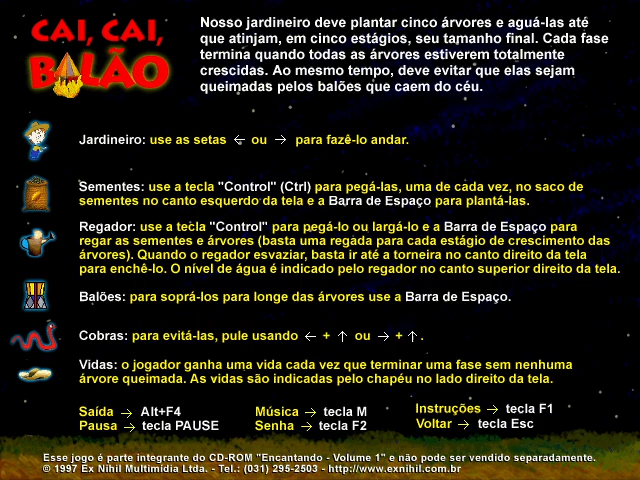 CAI, CAI,
BALÃO
Nosso jardineiro deve plantar cinco árvores e aguá-las até
que atinjam, em cinco estágios, seu tamanho final. Cada fase
termina quando todas as árvores estiverem totalmente
crescidas. Ao mesmo tempo, deve evitar que elas sejam
queimadas pelos balões que caem do céu.
Jardineiro: use as setas ← ou → para fazê-lo andar.
Sementes: use a tecla "Control" (Ctrl) para pegá-las, uma de cada vez, no saco de
sementes no canto esquerdo da tela e a Barra de Espaço para plantá-las.
Regador: use a tecla "Control" para pegá-lo ou largá-lo e a Barra de Espaço para
regar as sementes e árvores (basta uma regada para cada estágio de crescimento das
árvores). Quando o regador esvaziar, basta ir até a torneira no canto direito da tela
para enchê-lo. O nível de água é indicado pelo regador no canto superior direito da tela.
Balões: para soprá-los para longe das árvores use a Barra de Espaço.
Cobras: para evitá-las, pule usando ← + ↑ ou → + ↑.
Vidas: o jogador ganha uma vida cada vez que terminar uma fase sem nenhuma
árvore queimada. As vidas são indicadas pelo chapéu no lado direito da tela.
Saída → Alt+F4 Música → tecla M Instruções → tecla F1
Pausa → tecla PAUSE Senha → tecla F2 Voltar → tecla Esc
Esse jogo é parte integrante do CD-ROM "Encantando - Volume 1" e não pode ser vendido separadamente.
© 1997 Ex Nihil Multimídia Ltda. - Tel.: (031) 295-2503 - http://www.exnihil.com.br